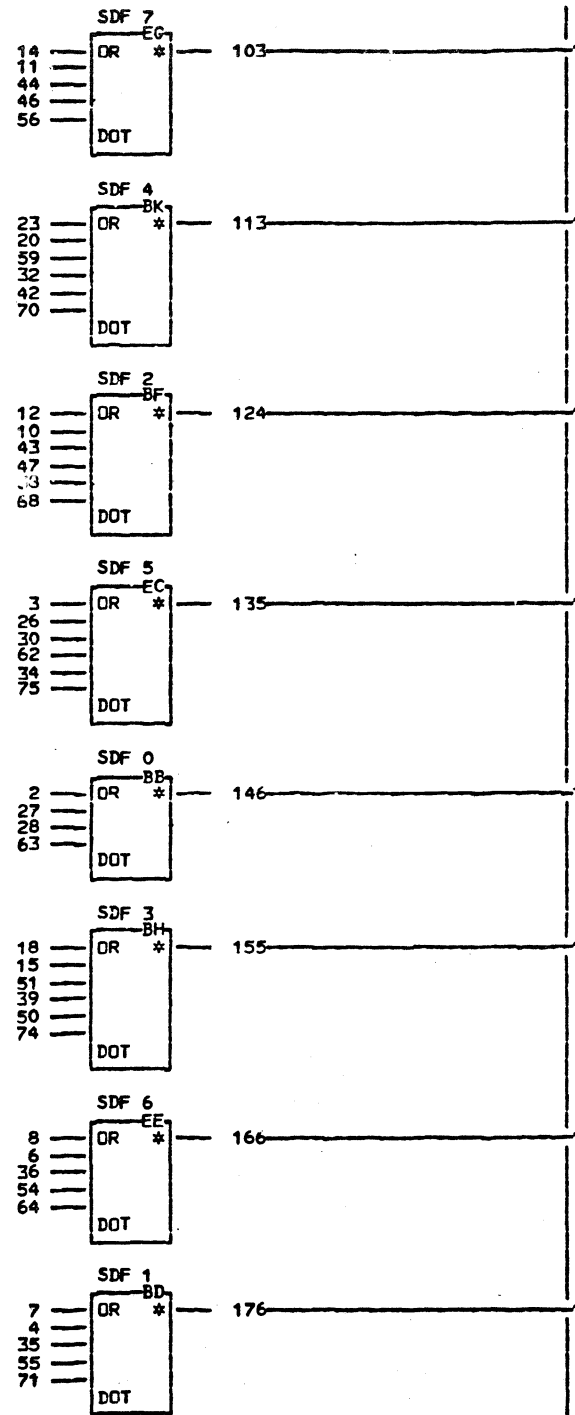 SDF 7
EG
14 OR * 103
11
44
46
56
DOT
SDF 4
BK
23 OR * 113
20
59
32
42
70
DOT
SDF 2
BF
12 OR * 124
10
43
47
68
DOT
SDF 5
EC
3 OR * 135
26
30
62
34
75
DOT
SDF 0
BB
2 OR * 146
27
28
63
DOT
SDF 3
BH
18 OR * 155
15
51
39
50
74
DOT
SDF 6
EE
8 OR * 166
6
36
54
64
DOT
SDF 1
BD
7 OR * 176
4
35
55
71
DOT